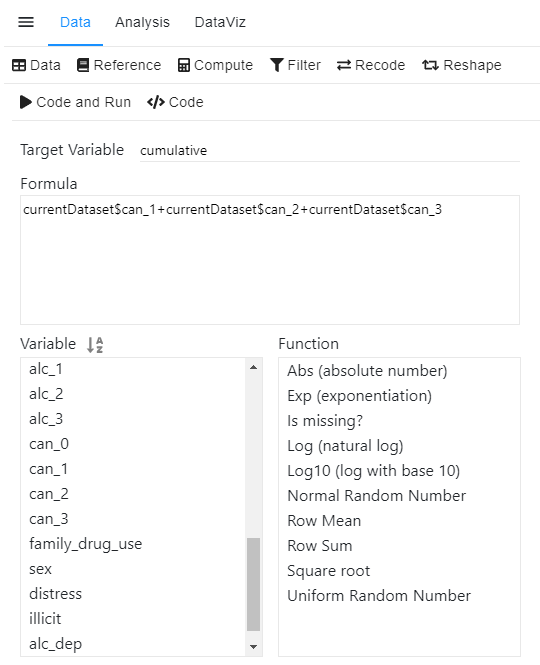 Data Analysis DataViz
Data Reference Compute Filter Recode Reshape
Code and Run Code
Target Variable cumulative
Formula
currentDataset$can_1+currentDataset$can_2+currentDataset$can_3
Variable
alc_1
alc_2
alc_3
can_0
can_1
can_2
can_3
family_drug_use
sex
distress
illicit
alc_dep
Function
Abs (absolute number)
Exp (exponentiation)
Is missing?
Log (natural log)
Log10 (log with base 10)
Normal Random Number
Row Mean
Row Sum
Square root
Uniform Random Number